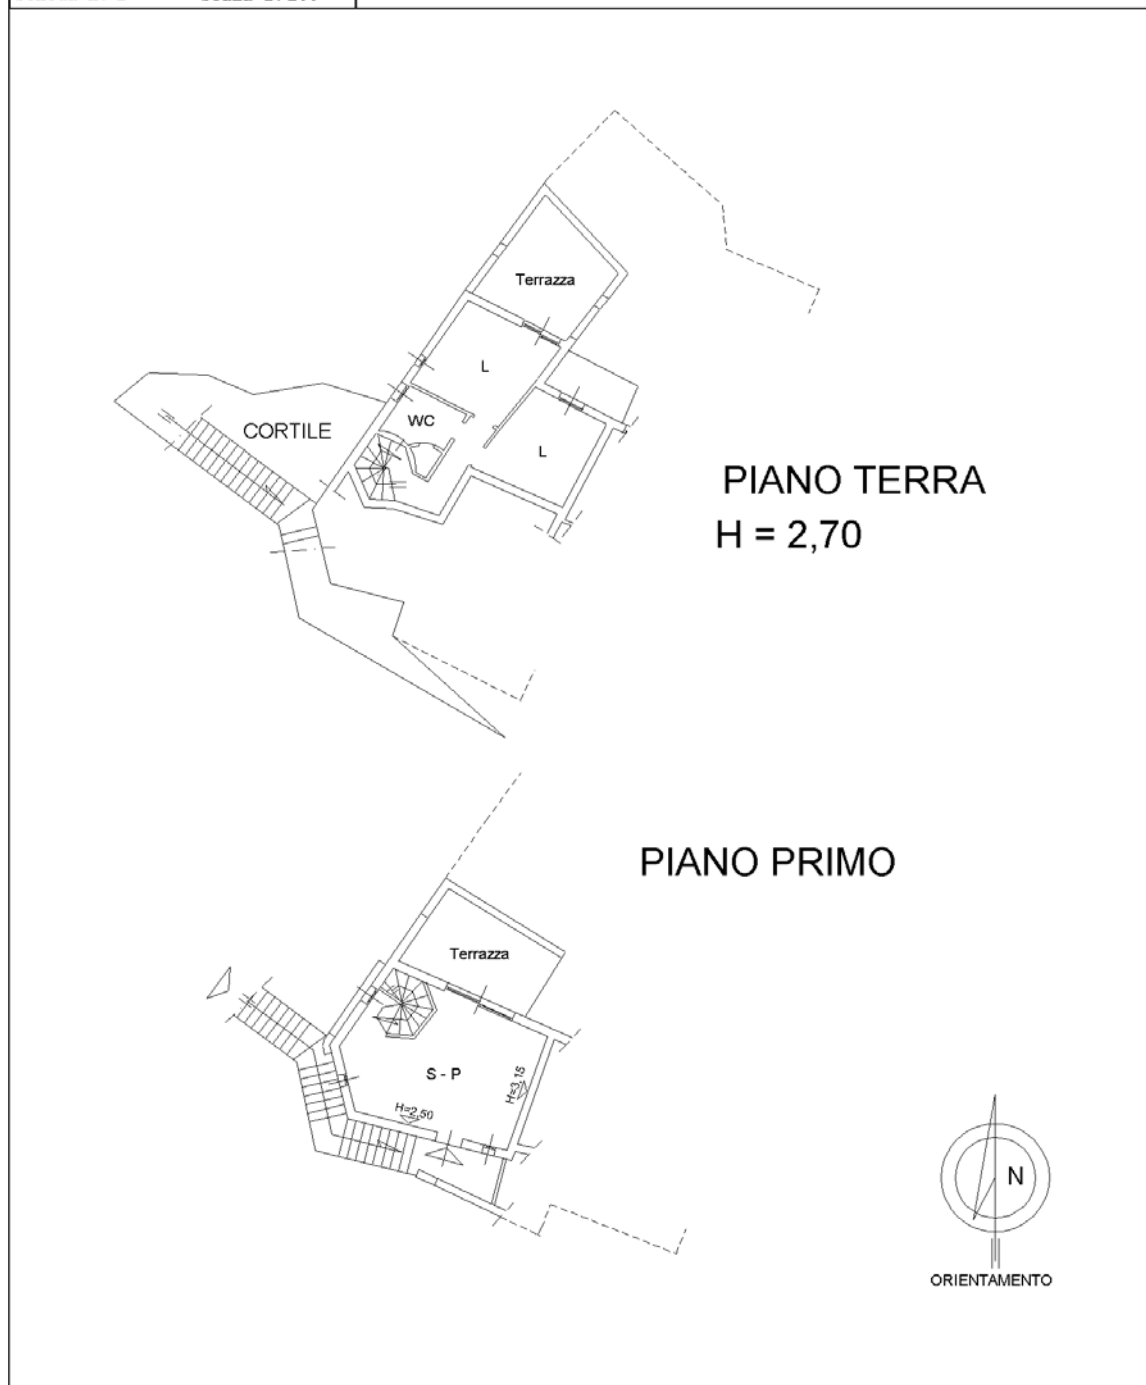 Terrazza
L
WC
CORTILE
L
PIANO TERRA
H = 2,70
PIANO PRIMO
Terrazza
S - P
H=3,15
H=2,50
N
ORIENTAMENTO